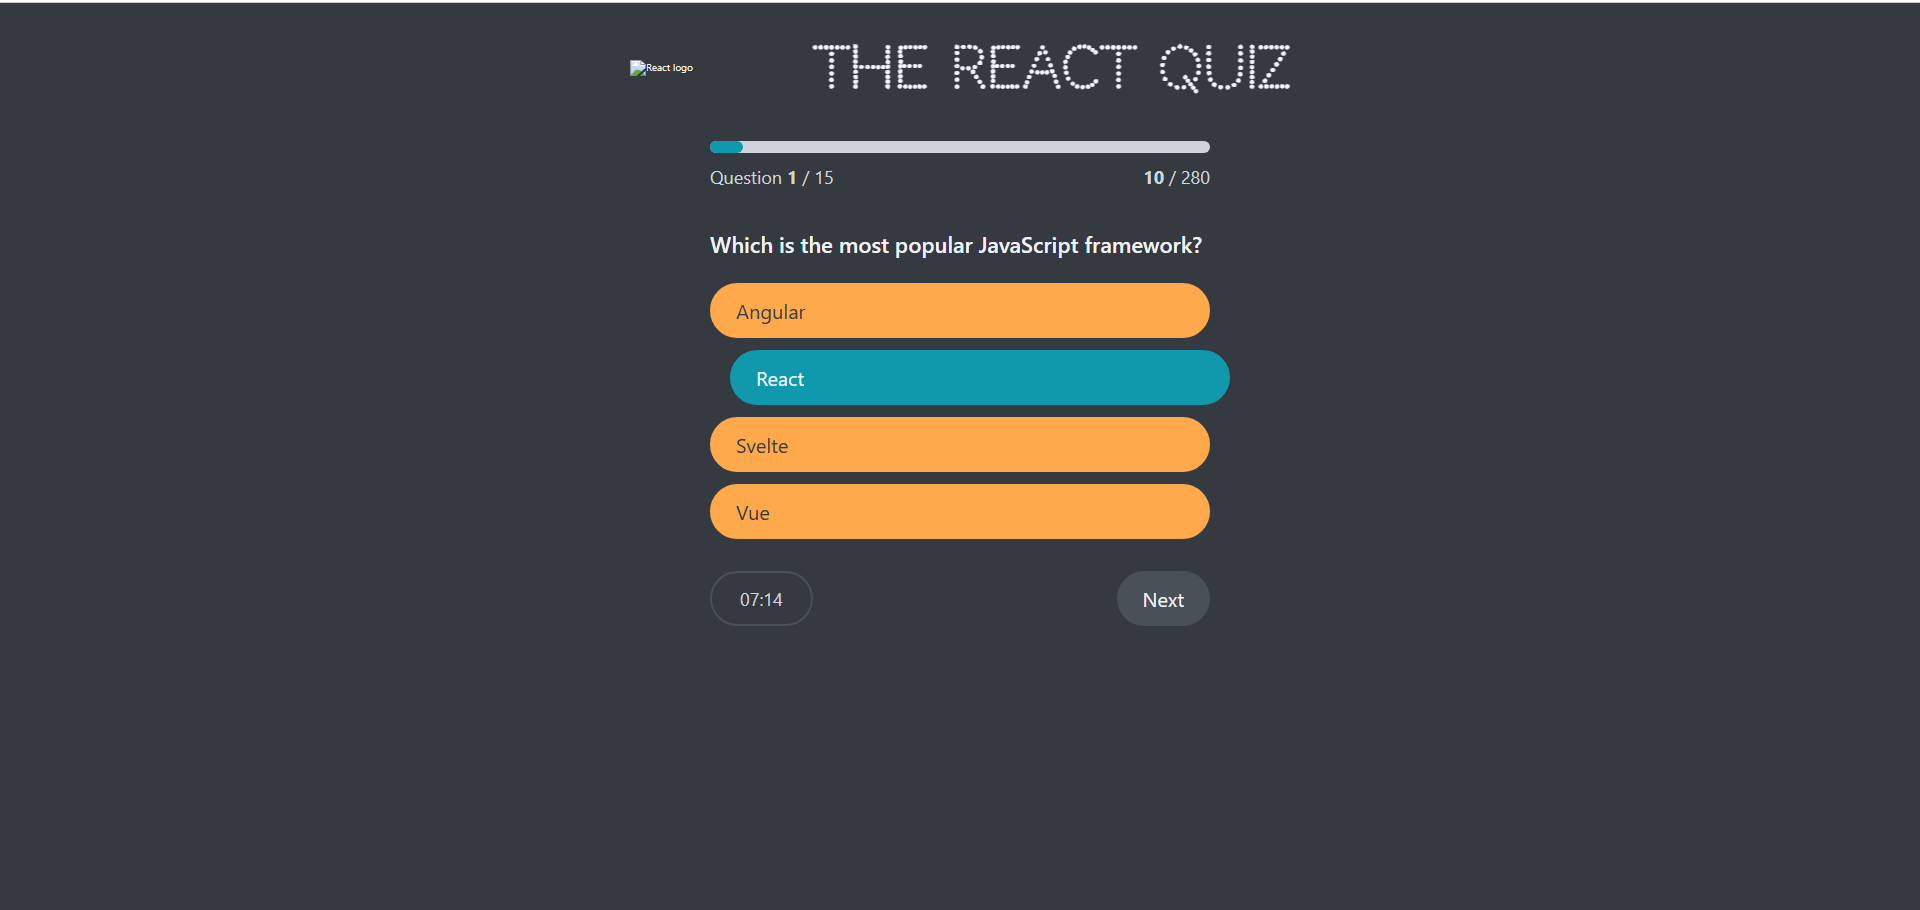 React logo
THE REACT QUIZ
Question 1 / 15
10 / 280
Which is the most popular JavaScript framework?
Angular
React
Svelte
Vue
07:14
Next